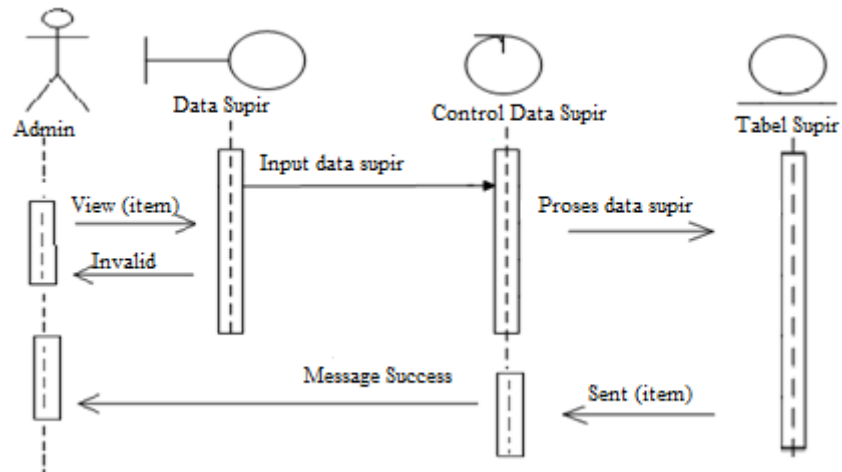 Admin
Data Supir
Control Data Supir
Tabel Supir
Input data supir
View (item)
Proses data supir
Invalid
Message Success
Sent (item)